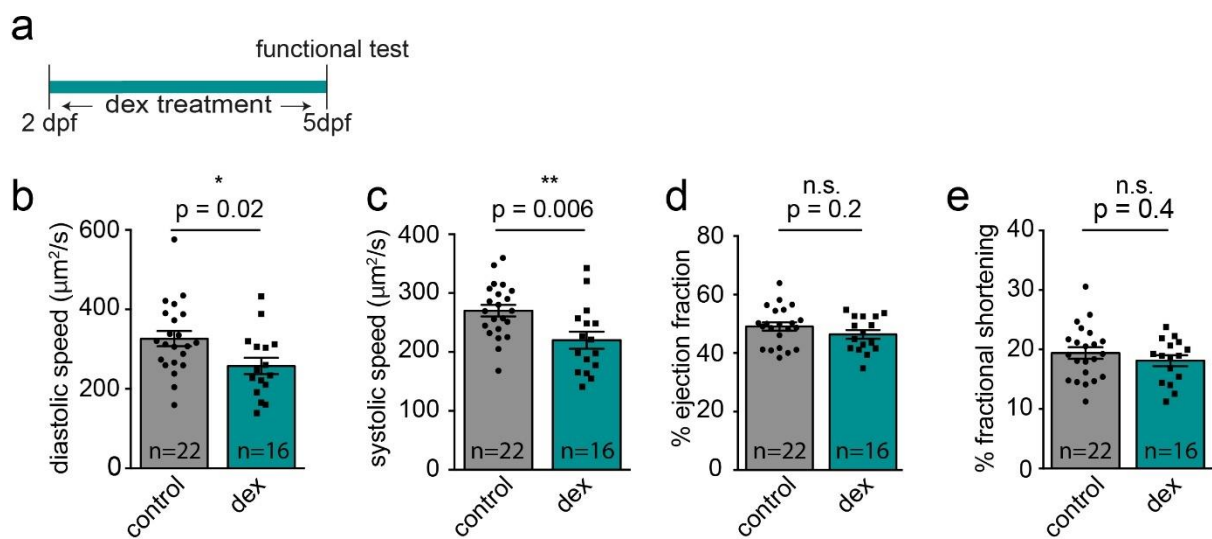 a
functional test
← dex treatment →
2 dpf
5dpf
b
*
p = 0.02
diastolic speed (µm²/s)
600
400
200
0
n=22
n=16
control
dex
c
**
p = 0.006
systolic speed (µm²/s)
400
300
200
100
0
n=22
n=16
control
dex
d
n.s.
p = 0.2
% ejection fraction
80
60
40
20
0
n=22
n=16
control
dex
e
n.s.
p = 0.4
% fractional shortening
40
30
20
10
0
n=22
n=16
control
dex